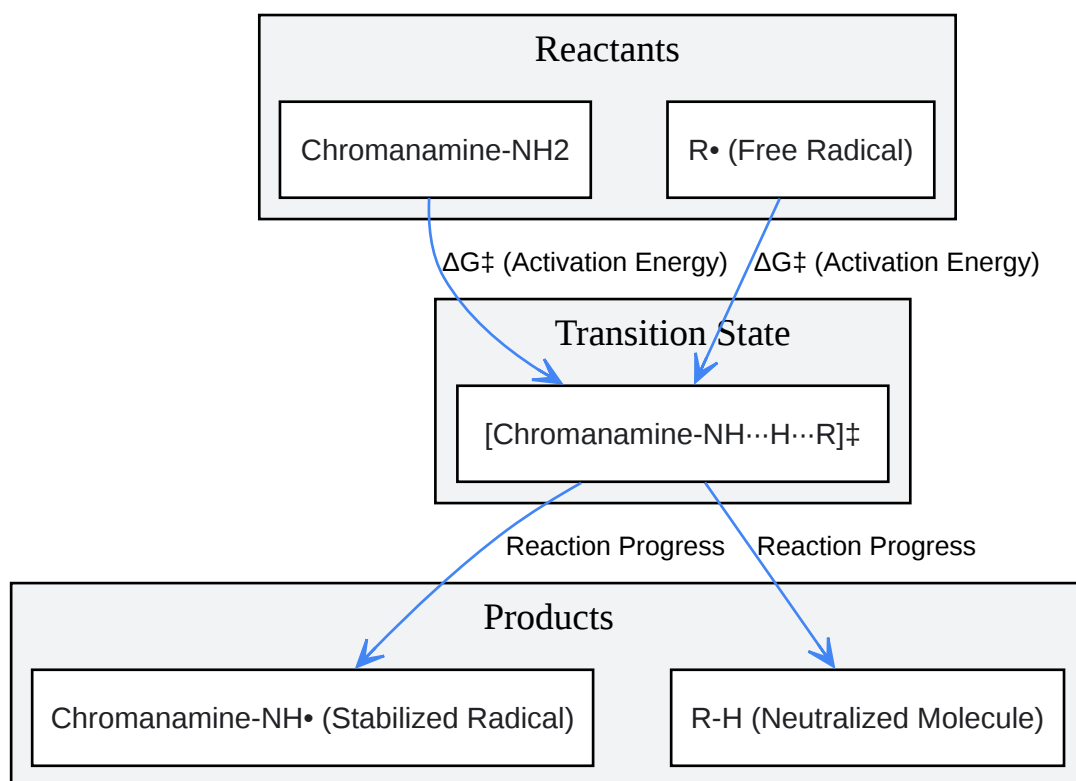 Reactants
Chromanamine-NH2
R• (Free Radical)
ΔG‡ (Activation Energy)
ΔG‡ (Activation Energy)
Transition State
[Chromanamine-NH···H···R]‡
Reaction Progress
Reaction Progress
Products
Chromanamine-NH• (Stabilized Radical)
R-H (Neutralized Molecule)